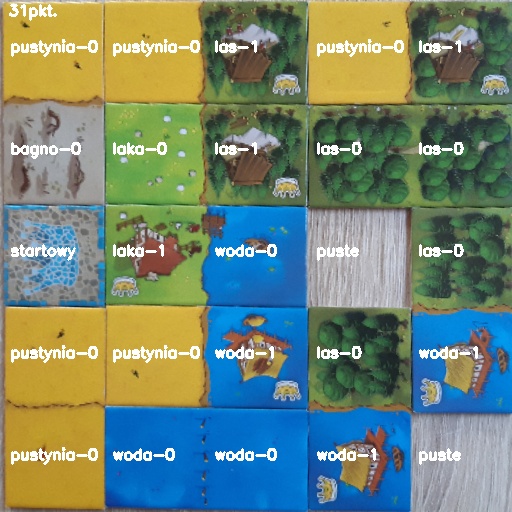 31pkt.
pustynia-0 pustynia-0 las-1 pustynia-0 las-1
bagno-0 laka-0 las-1 las-0 las-0
startowy laka-1 woda-0 puste las-0
pustynia-0 pustynia-0 woda-1 las-0 woda-1
pustynia-0 woda-0 woda-0 woda-1 puste